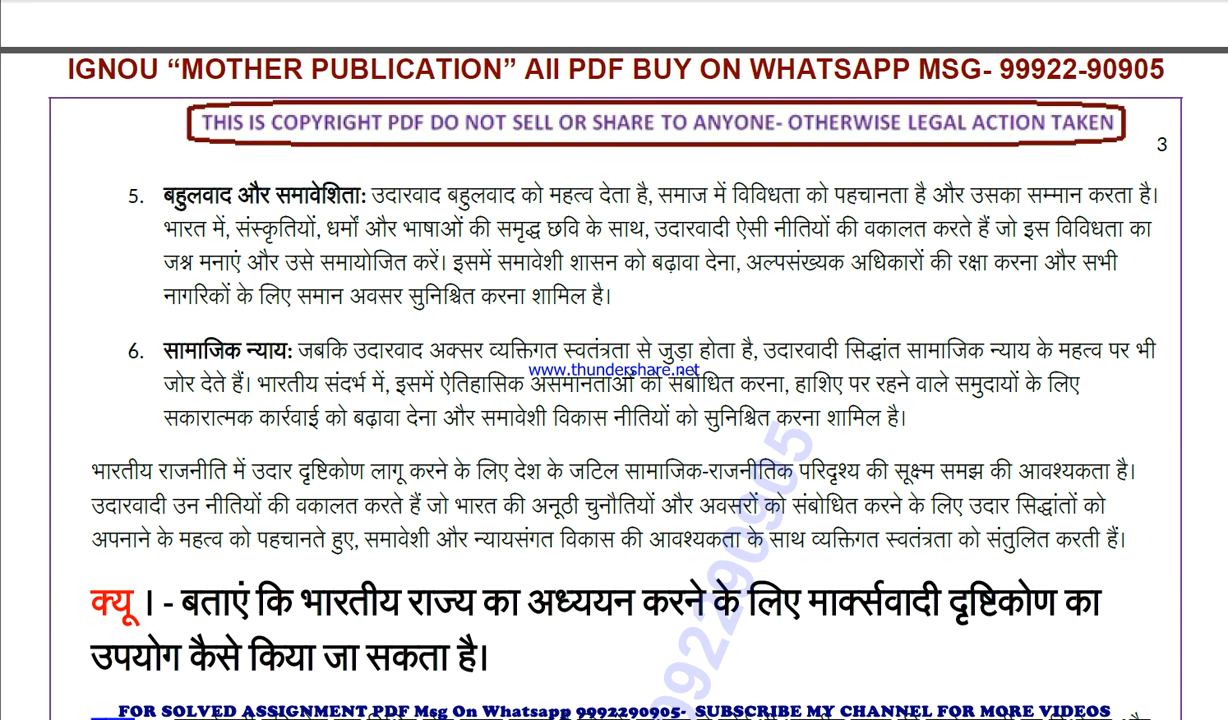 IGNOU “MOTHER PUBLICATION” All PDF BUY ON WHATSAPP MSG- 99922-90905
THIS IS COPYRIGHT PDF DO NOT SELL OR SHARE TO ANYONE- OTHERWISE LEGAL ACTION TAKEN
3
5. बहुलवाद और समावेशिता: उदारवाद बहुलवाद को महत्व देता है, समाज में विविधता को पहचानता है और उसका सम्मान करता है।
भारत में, संस्कृतियों, धर्मों और भाषाओं की समृद्ध छवि के साथ, उदारवादी ऐसी नीतियों की वकालत करते हैं जो इस विविधता का
जश्न मनाएं और उसे समायोजित करें। इसमें समावेशी शासन को बढ़ावा देना, अल्पसंख्यक अधिकारों की रक्षा करना और सभी
नागरिकों के लिए समान अवसर सुनिश्चित करना शामिल है।
6. सामाजिक न्याय: जबकि उदारवाद अक्सर व्यक्तिगत स्वतंत्रता से जुड़ा होता है, उदारवादी सिद्धांत सामाजिक न्याय के महत्व पर भी
www.thundershare.net
जोर देते हैं। भारतीय संदर्भ में, इसमें ऐतिहासिक असमानताओं को संबोधित करना, हाशिए पर रहने वाले समुदायों के लिए
सकारात्मक कार्रवाई को बढ़ावा देना और समावेशी विकास नीतियों को सुनिश्चित करना शामिल है।
भारतीय राजनीति में उदार दृष्टिकोण लागू करने के लिए देश के जटिल सामाजिक-राजनीतिक परिदृश्य की सूक्ष्म समझ की आवश्यकता है।
उदारवादी उन नीतियों की वकालत करते हैं जो भारत की अनूठी चुनौतियों और अवसरों को संबोधित करने के लिए उदार सिद्धांतों को
अपनाने के महत्व को पहचानते हुए, समावेशी और न्यायसंगत विकास की आवश्यकता के साथ व्यक्तिगत स्वतंत्रता को संतुलित करती हैं।
क्यू । - बताएं कि भारतीय राज्य का अध्ययन करने के लिए मार्क्सवादी दृष्टिकोण का
उपयोग कैसे किया जा सकता है।
9992290905
FOR SOLVED ASSIGNMENT PDF Msg On Whatsapp 9992290905- SUBSCRIBE MY CHANNEL FOR MORE VIDEOS